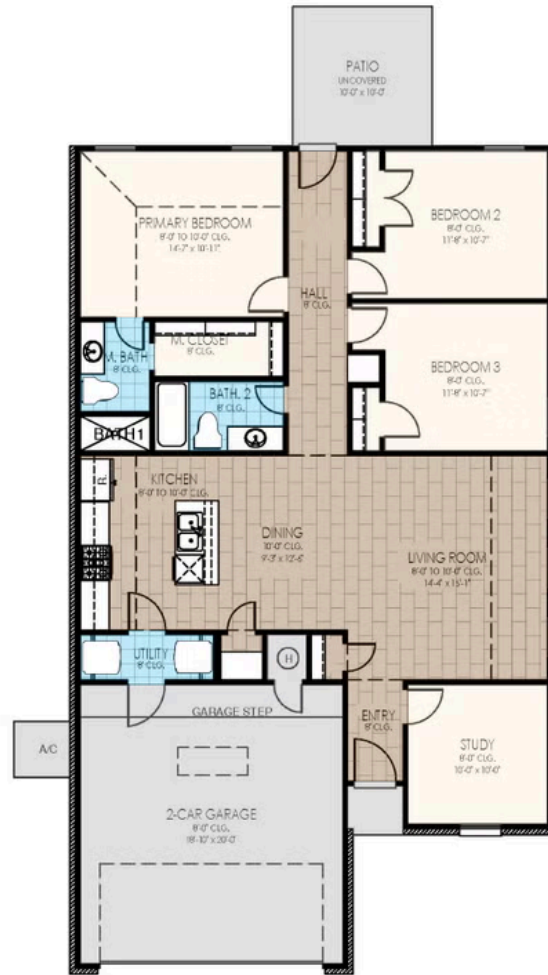 PATIO
UNCOVERED
10'-0" x 10'-0"
PRIMARY BEDROOM
8'-0" TO 10'-0" CLG.
14'-7" x 10'-11"
BEDROOM 2
8'-0" CLG.
11'-8" x 10'-7"
HALL
8' CLG.
M. BATH
8' CLG.
M. CLOSET
8' CLG.
BEDROOM 3
8'-0" CLG.
11'-8" x 10'-7"
BATH. 2
8' CLG.
BATH 1
R.
KITCHEN
8'-0" TO 10'-0" CLG.
DINING
10'-0" CLG.
9'-3" x 12'-6"
LIVING ROOM
8'-0" TO 10'-0" CLG.
14'-4" x 15'-1"
UTILITY
8' CLG.
H
GARAGE STEP
ENTRY
8' CLG.
STUDY
8'-0" CLG.
10'-0" x 10'-0"
A/C
2-CAR GARAGE
8'-0" CLG.
18'-10" x 20'-0"